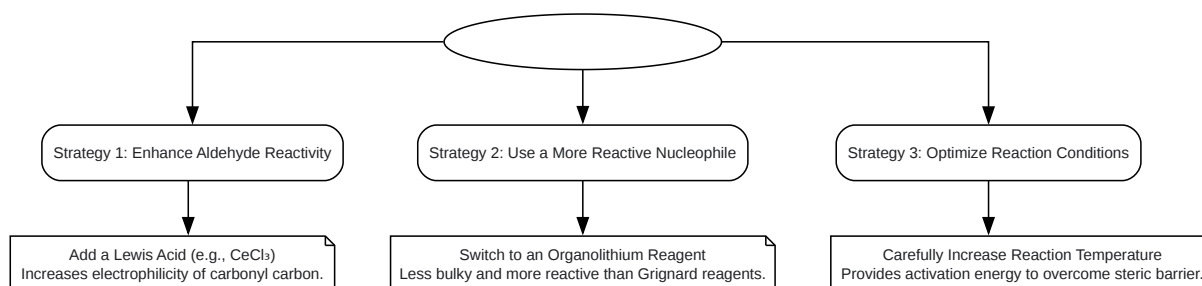 Strategy 1: Enhance Aldehyde Reactivity
Strategy 2: Use a More Reactive Nucleophile
Strategy 3: Optimize Reaction Conditions
Add a Lewis Acid (e.g., CeCl₃)
Increases electrophilicity of carbonyl carbon.
Switch to an Organolithium Reagent
Less bulky and more reactive than Grignard reagents.
Carefully Increase Reaction Temperature
Provides activation energy to overcome steric barrier.